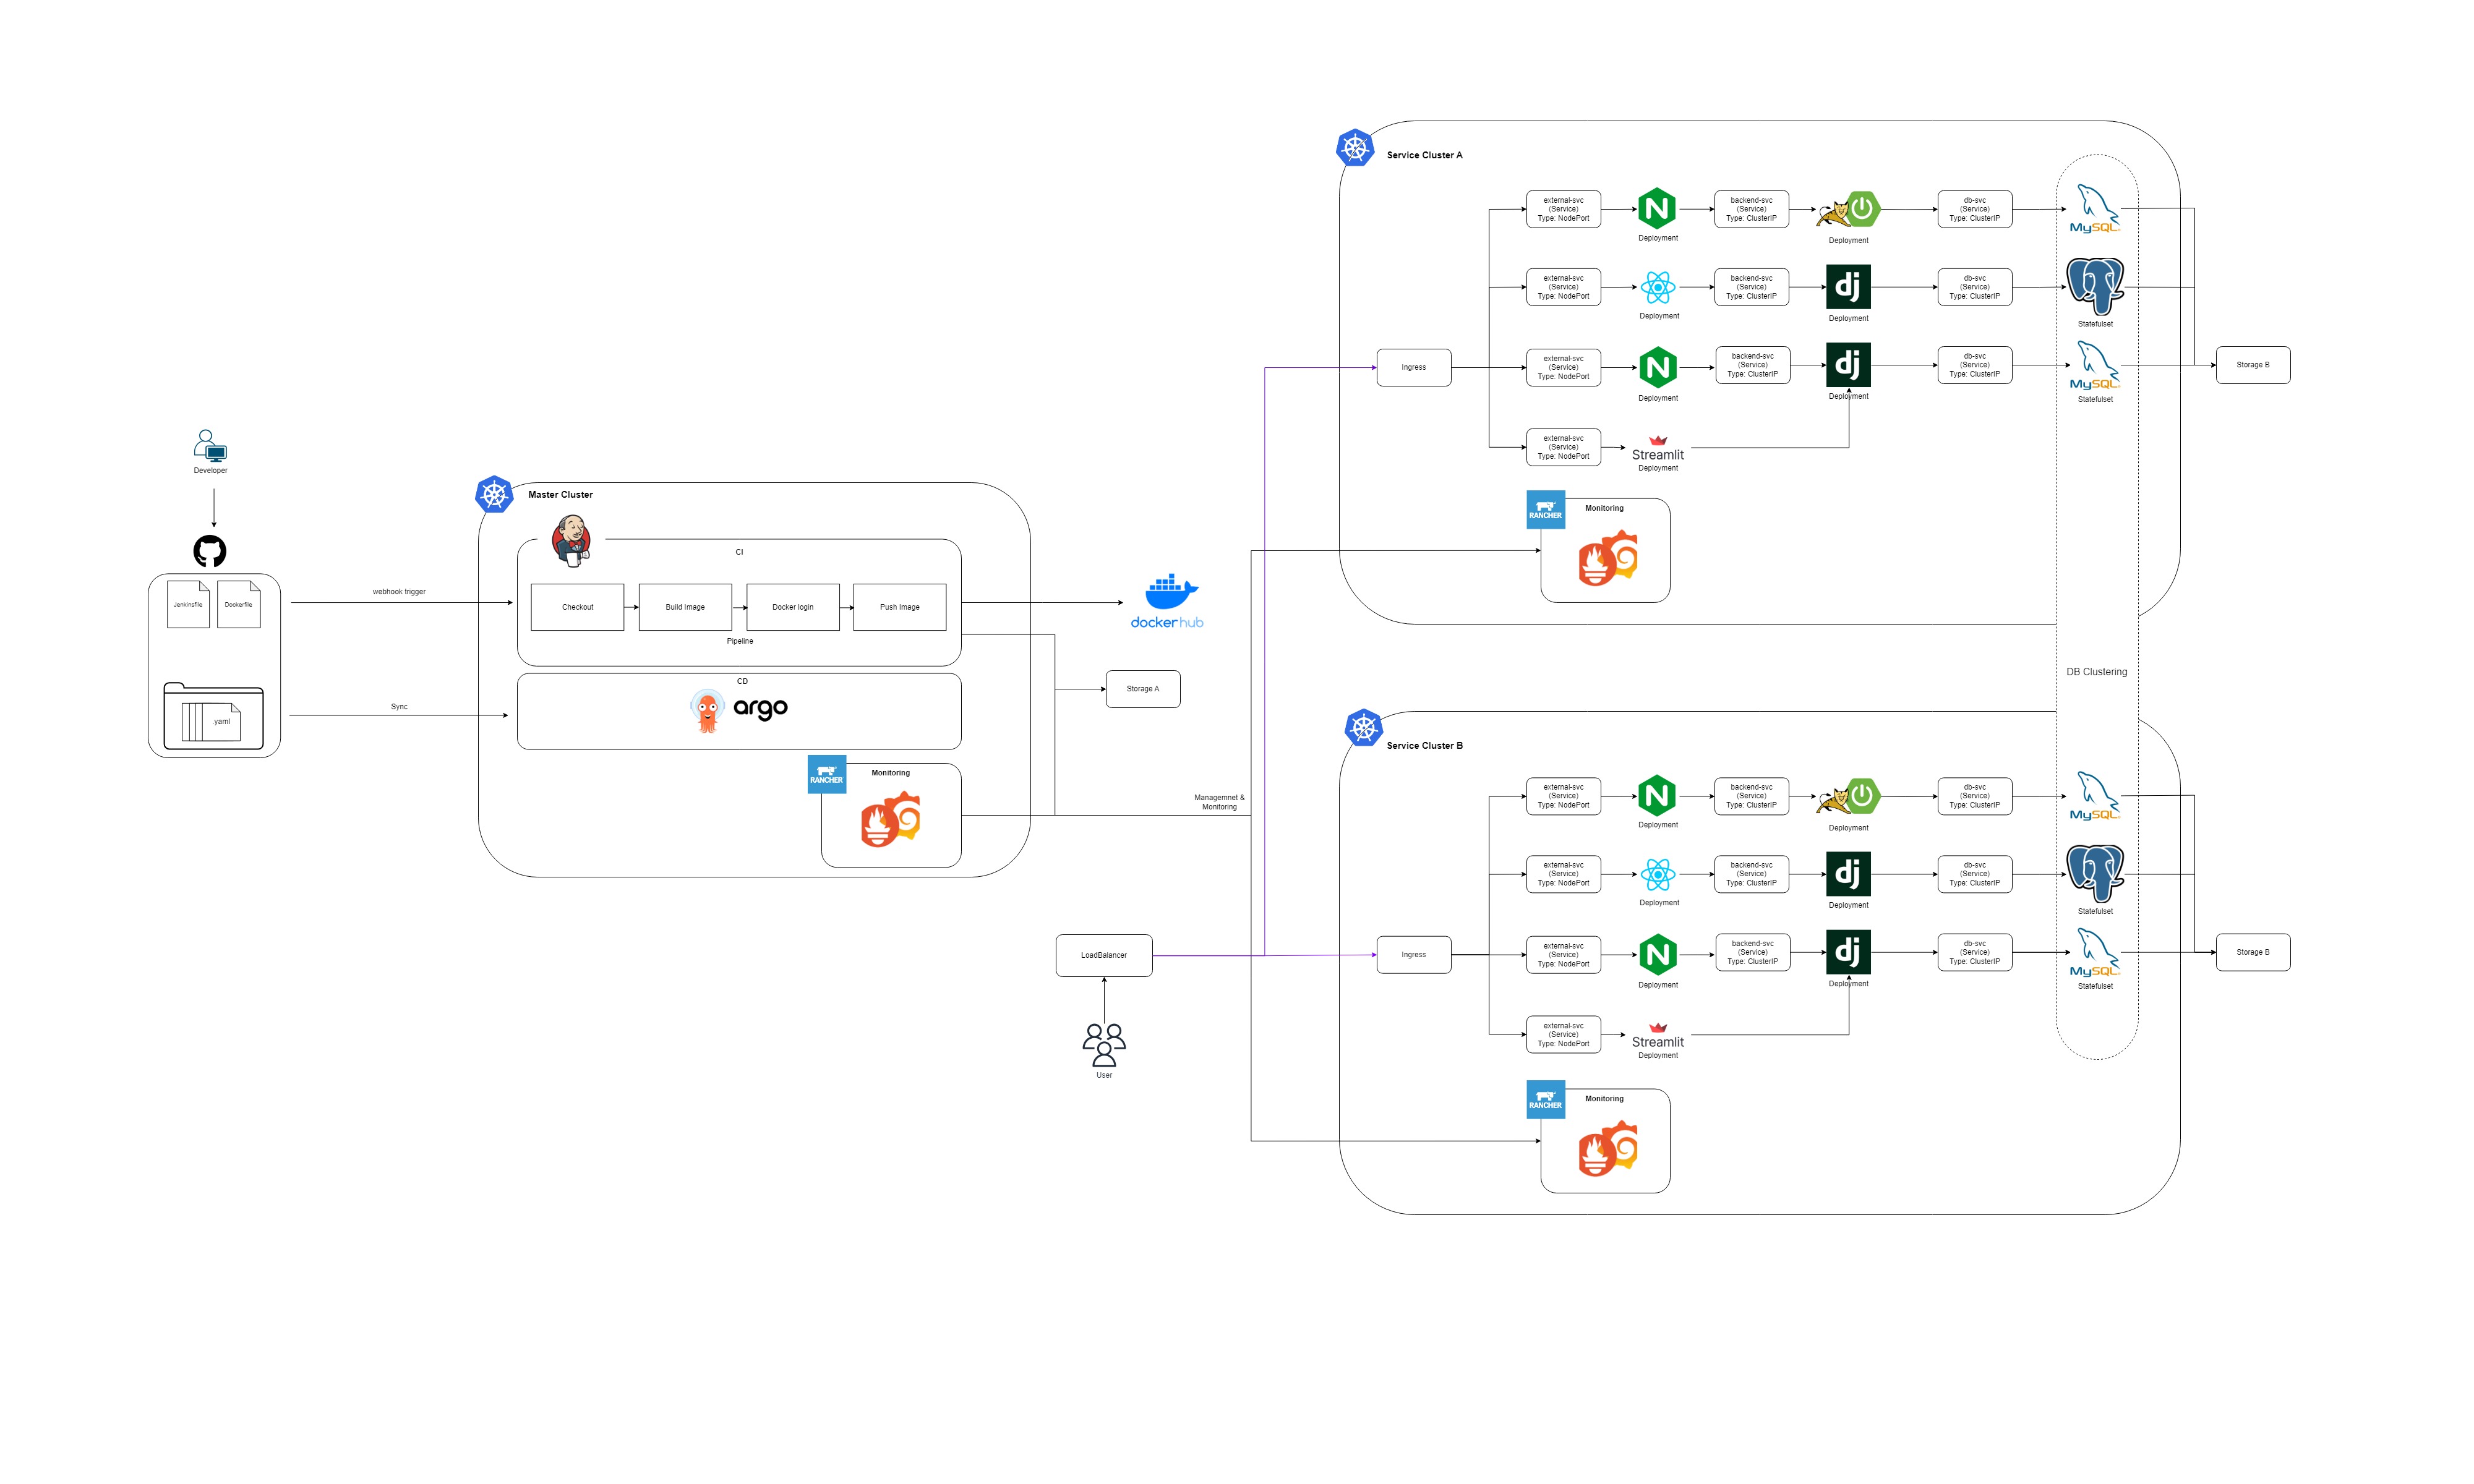 Developer
Jenkinsfile
Dockerfile
.yaml
webhook trigger
Sync
Master Cluster
CI
Checkout
Build Image
Docker login
Push Image
Pipeline
CD
argo
RANCHER
Monitoring
dockerhub
Storage A
Managemnet &
Monitoring
LoadBalancer
User
Service Cluster A
Ingress
external-svc
(Service)
Type: NodePort
Deployment
backend-svc
(Service)
Type: ClusterIP
Deployment
db-svc
(Service)
Type: ClusterIP
MySQL
external-svc
(Service)
Type: NodePort
Deployment
backend-svc
(Service)
Type: ClusterIP
dj
Deployment
db-svc
(Service)
Type: ClusterIP
Statefulset
external-svc
(Service)
Type: NodePort
Deployment
backend-svc
(Service)
Type: ClusterIP
dj
Deployment
db-svc
(Service)
Type: ClusterIP
MySQL
Statefulset
Storage B
external-svc
(Service)
Type: NodePort
Streamlit
Deployment
RANCHER
Monitoring
DB Clustering
Service Cluster B
Ingress
external-svc
(Service)
Type: NodePort
Deployment
backend-svc
(Service)
Type: ClusterIP
Deployment
db-svc
(Service)
Type: ClusterIP
MySQL
external-svc
(Service)
Type: NodePort
Deployment
backend-svc
(Service)
Type: ClusterIP
dj
Deployment
db-svc
(Service)
Type: ClusterIP
Statefulset
external-svc
(Service)
Type: NodePort
Deployment
backend-svc
(Service)
Type: ClusterIP
dj
Deployment
db-svc
(Service)
Type: ClusterIP
MySQL
Statefulset
Storage B
external-svc
(Service)
Type: NodePort
Streamlit
Deployment
RANCHER
Monitoring